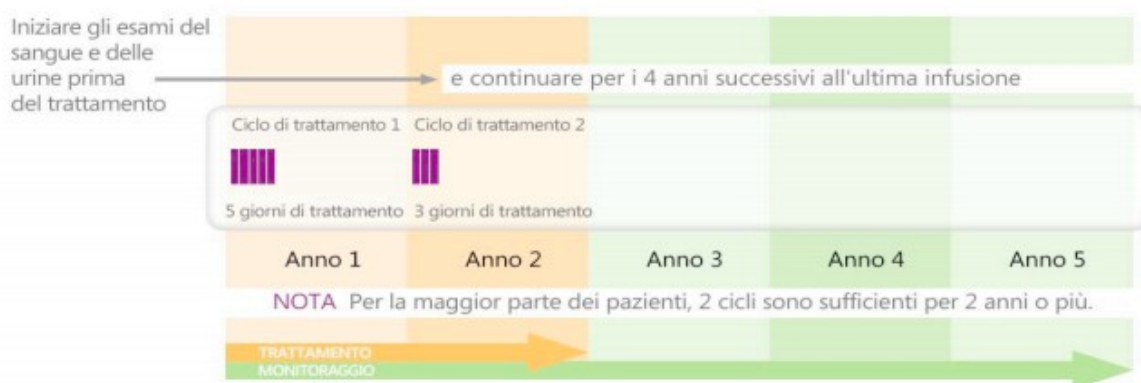 Iniziare gli esami del
sangue e delle
urine prima
del trattamento
e continuare per i 4 anni successivi all'ultima infusione
Ciclo di trattamento 1
Ciclo di trattamento 2
5 giorni di trattamento
3 giorni di trattamento
Anno 1
Anno 2
Anno 3
Anno 4
Anno 5
NOTA Per la maggior parte dei pazienti, 2 cicli sono sufficienti per 2 anni o più.
TRATTAMENTO
MONITORAGGIO